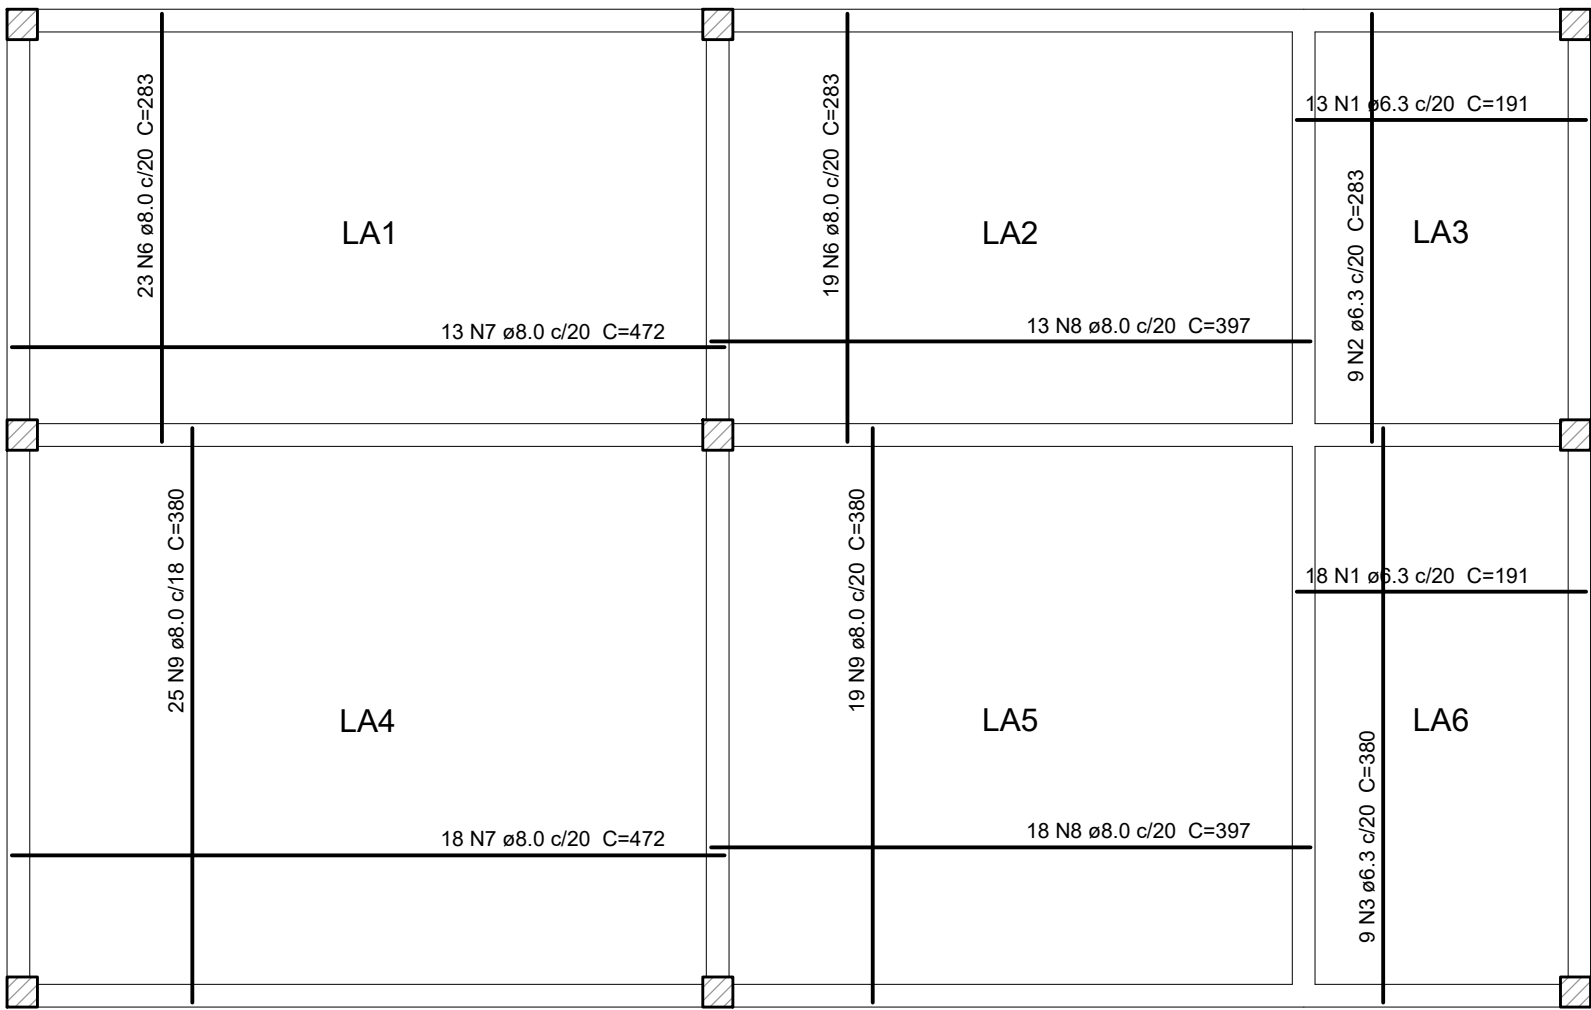 23 N6 ø8.0 c/20 C=283
LA1
13 N7 ø8.0 c/20 C=472
19 N6 ø8.0 c/20 C=283
LA2
13 N8 ø8.0 c/20 C=397
13 N1 ø6.3 c/20 C=191
9 N2 ø6.3 c/20 C=283
LA3
25 N9 ø8.0 c/18 C=380
LA4
18 N7 ø8.0 c/20 C=472
19 N9 ø8.0 c/20 C=380
LA5
18 N8 ø8.0 c/20 C=397
18 N1 ø6.3 c/20 C=191
LA6
9 N3 ø6.3 c/20 C=380